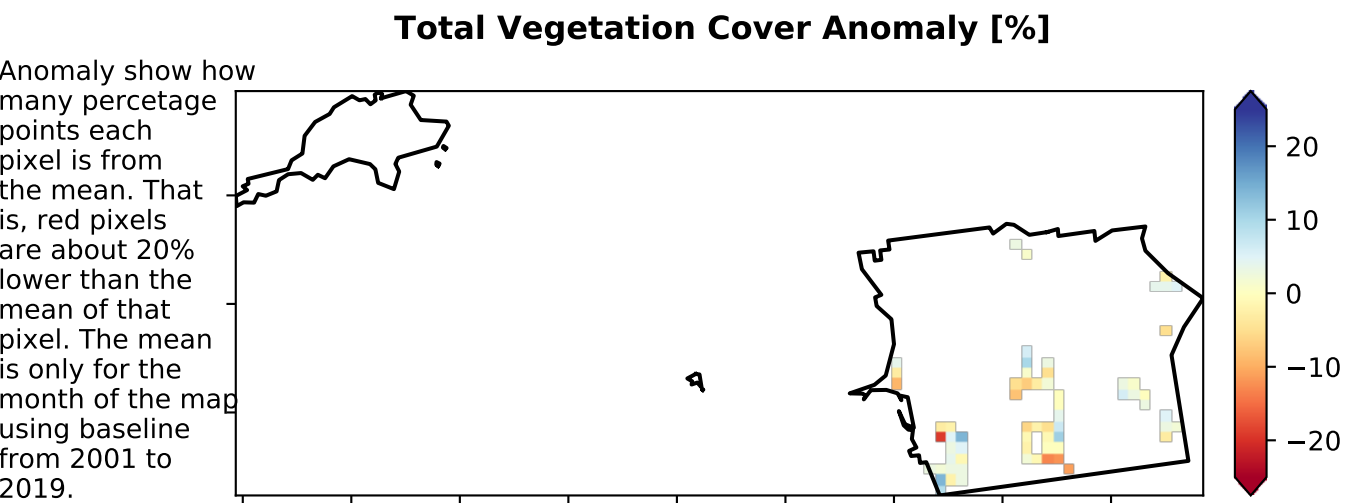 Total Vegetation Cover Anomaly [%]
Anomaly show how
many percetage
points each
pixel is from
the mean. That
is, red pixels
are about 20%
lower than the
mean of that
pixel. The mean
is only for the
month of the map
using baseline
from 2001 to
2019.
20
10
0
−10
−20